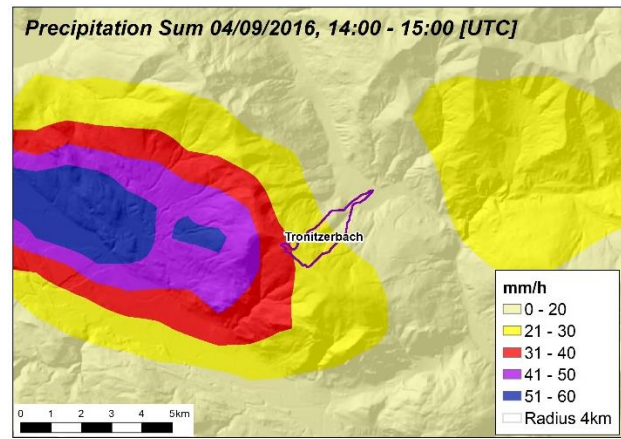 Precipitation Sum 04/09/2016, 14:00 - 15:00 [UTC]
Tronitzerbach
mm/h
0 - 20
21 - 30
31 - 40
41 - 50
51 - 60
Radius 4km
0 1 2 3 4 5km